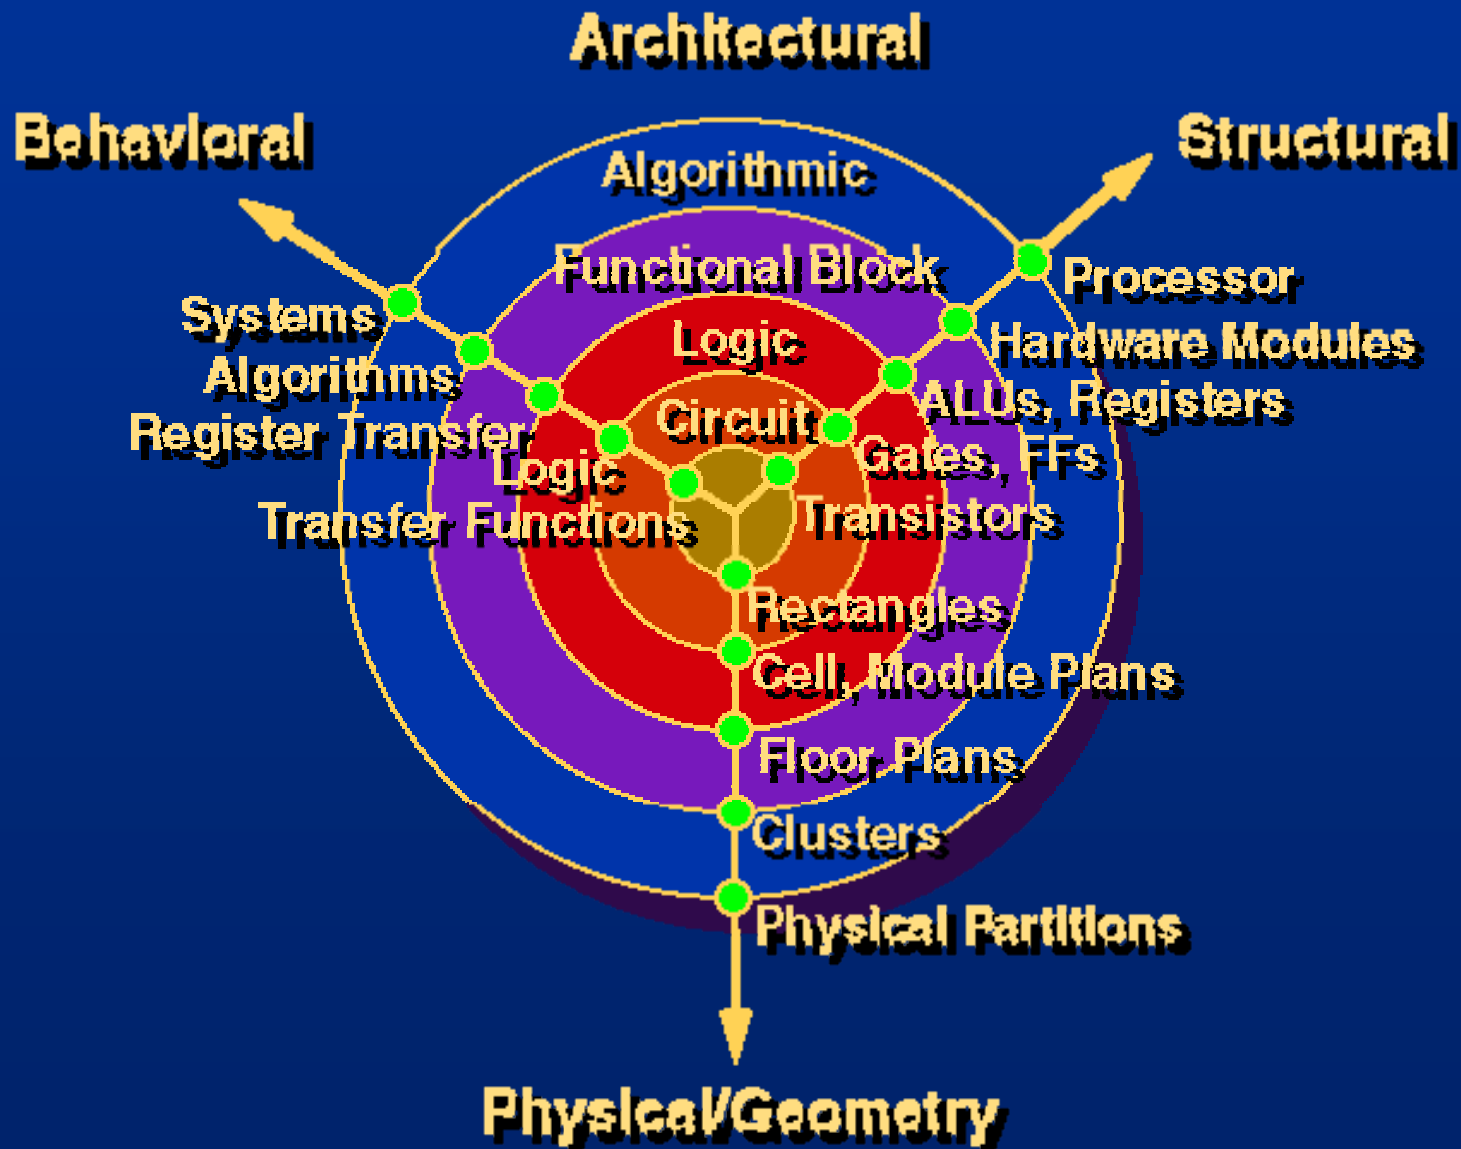 Architectural
Behavioral
Structural
Algorithmic
Functional Block
Processor
Systems
Logic
Hardware Modules
Algorithms
ALUs, Registers
Circuit
Register Transfer
Gates, FFs
Logic
Transfer Functions
Transistors
Rectangles
Cell, Module Plans
Floor Plans
Clusters
Physical Partitions
Physical/Geometry